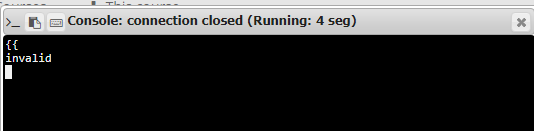 >_ Console: connection closed (Running: 4 seg)
{{
invalid